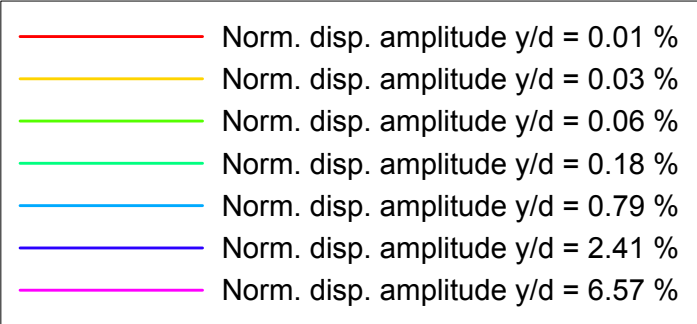 Norm. disp. amplitude y/d = 0.01 %
Norm. disp. amplitude y/d = 0.03 %
Norm. disp. amplitude y/d = 0.06 %
Norm. disp. amplitude y/d = 0.18 %
Norm. disp. amplitude y/d = 0.79 %
Norm. disp. amplitude y/d = 2.41 %
Norm. disp. amplitude y/d = 6.57 %